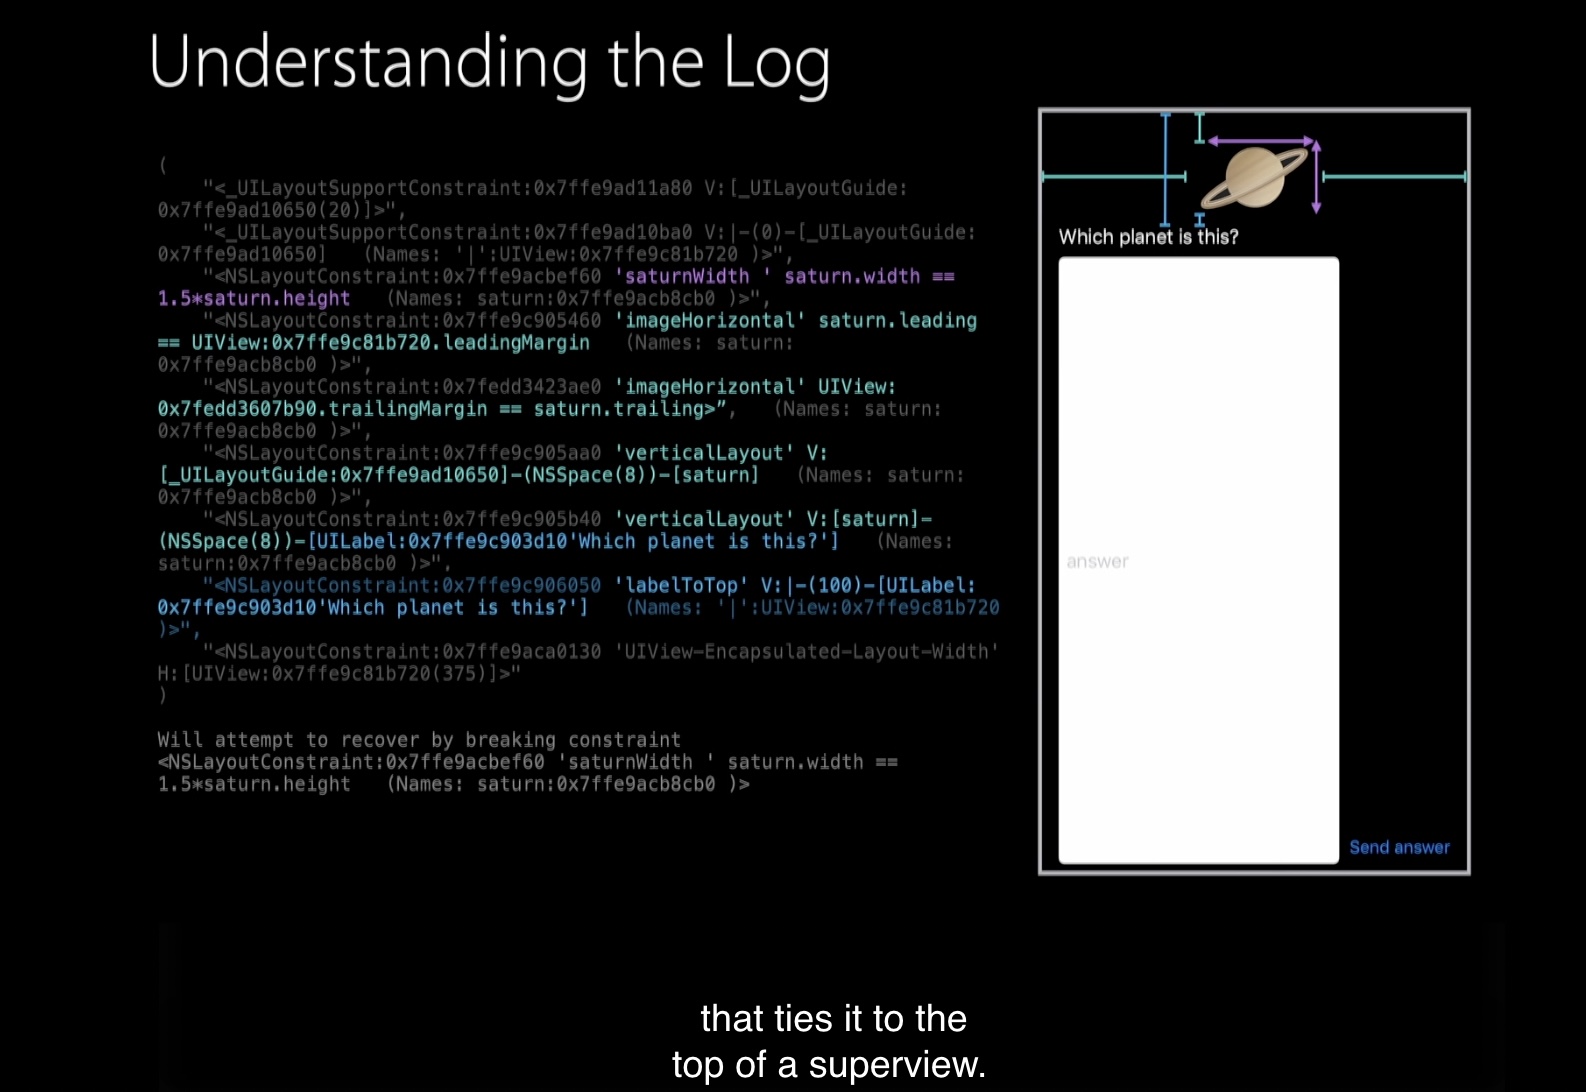 Understanding the Log
(
"<_UILayoutSupportConstraint:0x7ffe9ad11a80 V:[_UILayoutGuide:
0x7ffe9ad10650(20)]>",
"<_UILayoutSupportConstraint:0x7ffe9ad10ba0 V:|-(0)-[_UILayoutGuide:
0x7ffe9ad10650]   (Names: '|':UIView:0x7ffe9c81b720 )>",
"<NSLayoutConstraint:0x7ffe9acbef60 'saturnWidth ' saturn.width ==
1.5*saturn.height   (Names: saturn:0x7ffe9acb8cb0 )>",
"<NSLayoutConstraint:0x7ffe9c905460 'imageHorizontal' saturn.leading
== UIView:0x7ffe9c81b720.leadingMargin   (Names: saturn:
0x7ffe9acb8cb0 )>",
"<NSLayoutConstraint:0x7fedd3423ae0 'imageHorizontal' UIView:
0x7fedd3607b90.trailingMargin == saturn.trailing>”,   (Names: saturn:
0x7ffe9acb8cb0 )>",
"<NSLayoutConstraint:0x7ffe9c905aa0 'verticalLayout' V:
[_UILayoutGuide:0x7ffe9ad10650]-(NSSpace(8))-[saturn]   (Names: saturn:
0x7ffe9acb8cb0 )>",
"<NSLayoutConstraint:0x7ffe9c905b40 'verticalLayout' V:[saturn]-
(NSSpace(8))-[UILabel:0x7ffe9c903d10'Which planet is this?']   (Names:
saturn:0x7ffe9acb8cb0 )>",
"<NSLayoutConstraint:0x7ffe9c906050 'labelToTop' V:|-(100)-[UILabel:
0x7ffe9c903d10'Which planet is this?']   (Names: '|':UIView:0x7ffe9c81b720
)>",
"<NSLayoutConstraint:0x7ffe9aca0130 'UIView-Encapsulated-Layout-Width'
H:[UIView:0x7ffe9c81b720(375)]>"
)
Will attempt to recover by breaking constraint
<NSLayoutConstraint:0x7ffe9acbef60 'saturnWidth ' saturn.width ==
1.5*saturn.height   (Names: saturn:0x7ffe9acb8cb0 )>
Which planet is this?
answer
Send answer
that ties it to the
top of a superview.